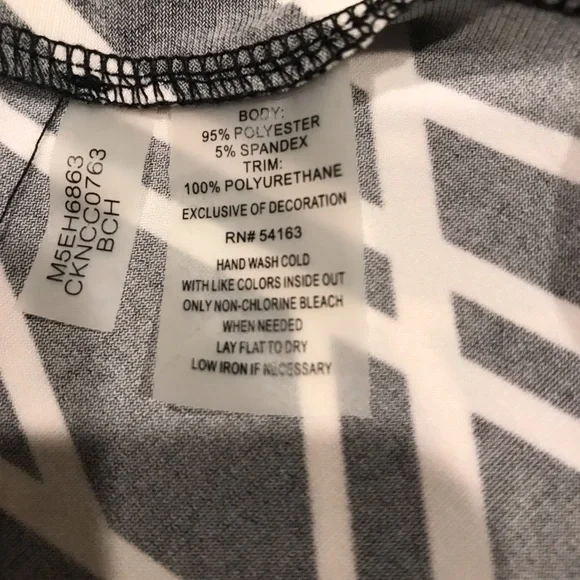 M5EH6863
CKNCC0763
BCH
BODY:
95% POLYESTER
5% SPANDEX
TRIM:
100% POLYURETHANE
EXCLUSIVE OF DECORATION
RN# 54163
HAND WASH COLD
WITH LIKE COLORS INSIDE OUT
ONLY NON-CHLORINE BLEACH
WHEN NEEDED
LAY FLAT TO DRY
LOW IRON IF NECESSARY